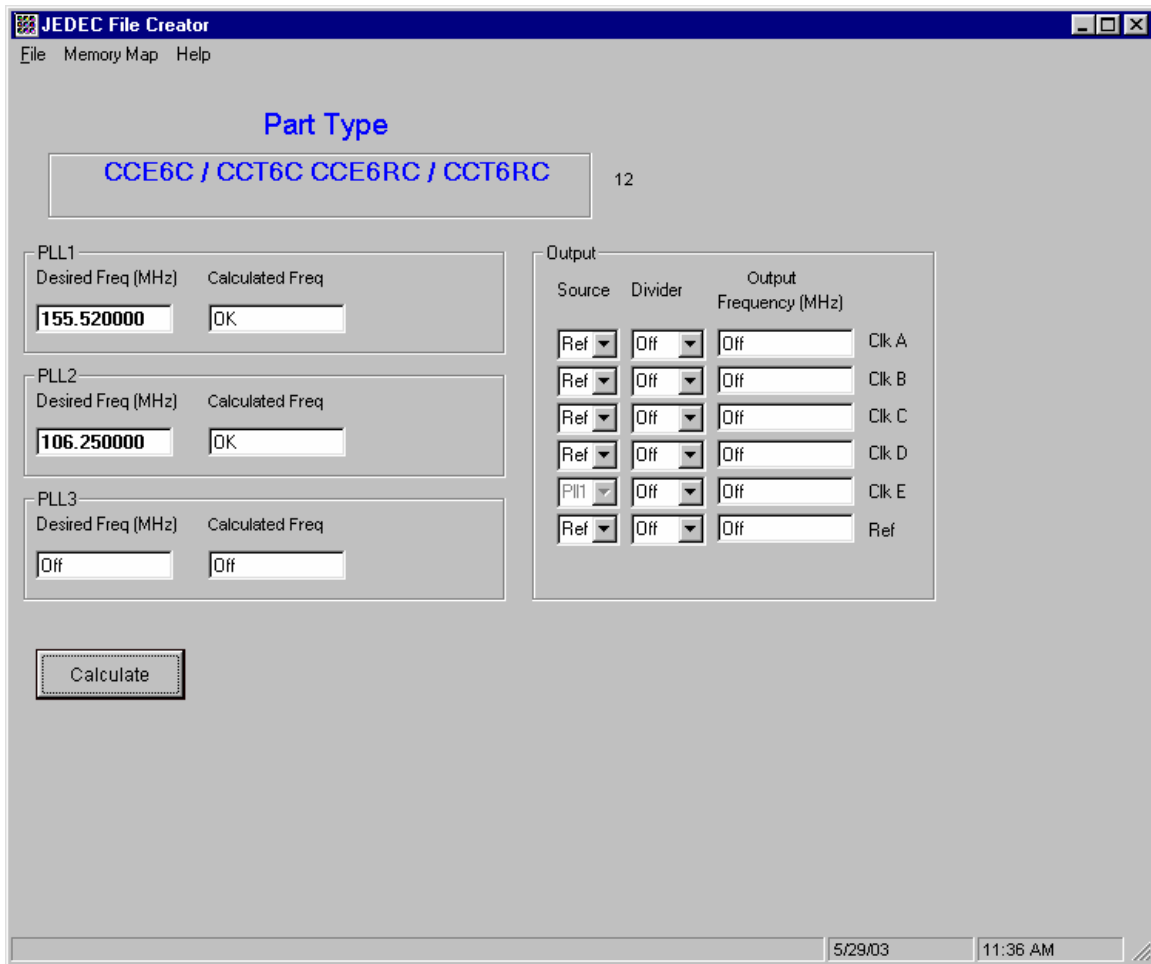 JEDEC File Creator
File Memory Map Help
Part Type
CCE6C / CCT6C CCE6RC / CCT6RC
12
PLL1
Desired Freq (MHz) Calculated Freq
155.520000 OK
PLL2
Desired Freq (MHz) Calculated Freq
106.250000 OK
PLL3
Desired Freq (MHz) Calculated Freq
Off Off
Calculate
Output
Source Divider Output Frequency (MHz)
Ref Off Off Clk A
Ref Off Off Clk B
Ref Off Off Clk C
Ref Off Off Clk D
Pll1 Off Off Clk E
Ref Off Off Ref
5/29/03 11:36 AM